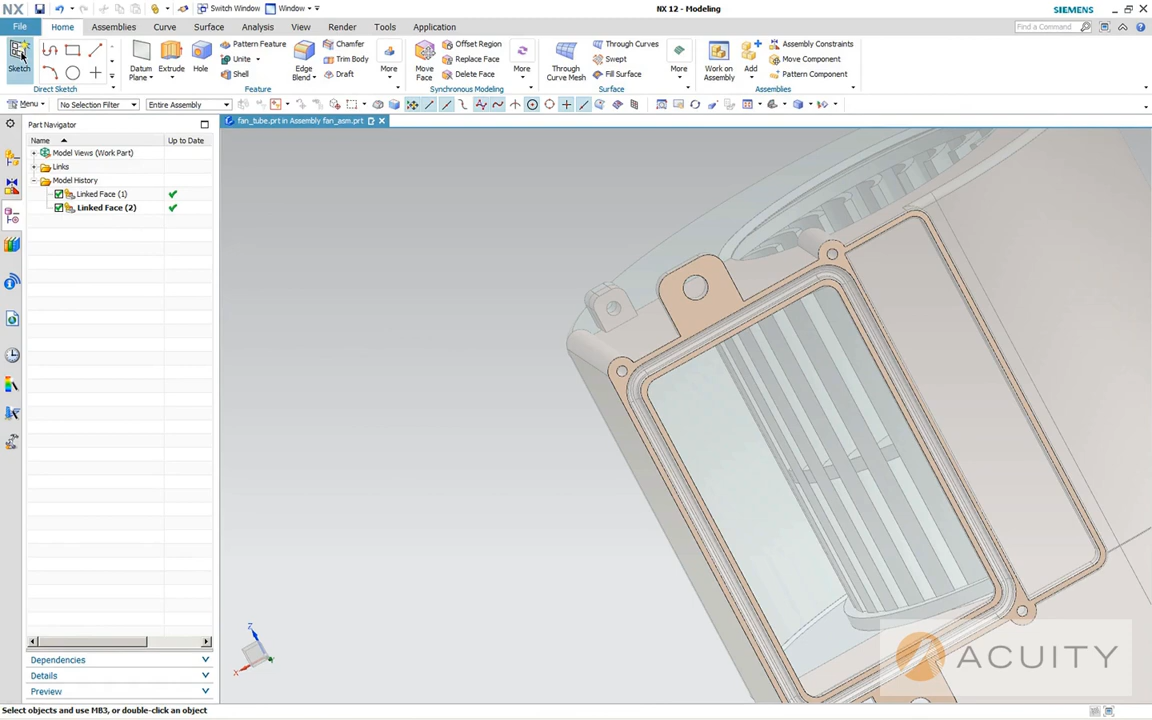 NX Switch Window Window NX 12 - Modeling SIEMENS
File Home Assemblies Curve Surface Analysis View Render Tools Application Find a Command
Sketch Datum Plane Extrude Hole Pattern Feature Unite Shell Edge Blend Chamfer Trim Body Draft More Move Face Offset Region Replace Face Delete Face More Through Curve Mesh Through Curves Swept Fill Surface More Work on Assembly Add Assembly Constraints Move Component Pattern Component
Direct Sketch Feature Synchronous Modeling Surface Assemblies
Menu No Selection Filter Entire Assembly
Part Navigator fan_tube.prt in Assembly fan_asm.prt
Name Up to Date
Model Views (Work Part)
Links
Model History
Linked Face (1)
Linked Face (2)
Z
X
ACUITY
Dependencies
Details
Preview
Select objects and use MB3, or double-click an object